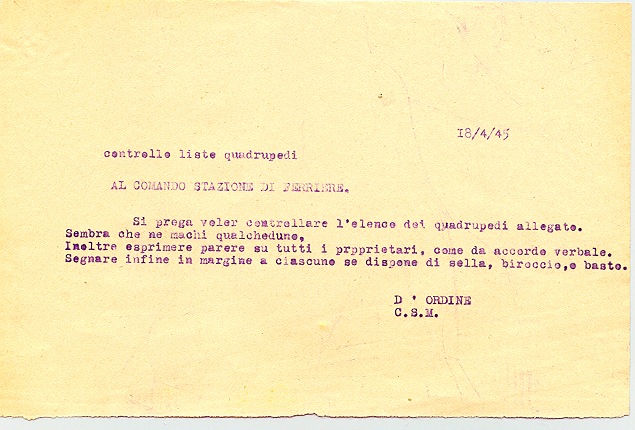 18/4/45
controllo liste quadrupedi
AL COMANDO STAZIONE DI FERRIERE.
Si prega voler controllare l'elenco dei quadrupedi allegato.
Sembra che ne machi qualcheduno,
Inoltre esprimere parere su tutti i prpprietari, come da accordo verbale.
Segnare infine in margine a ciascuno se dispone di sella, biroccio,o basto.
D ' ORDINE
C.S.M.